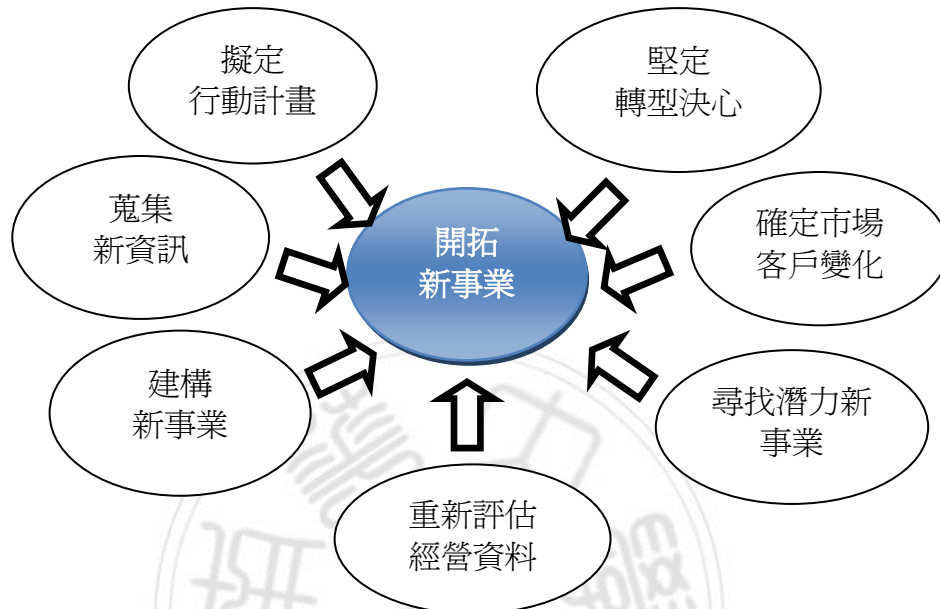 擬定
行動計畫
堅定
轉型決心
蒐集
新資訊
開拓
新事業
確定市場
客戶變化
建構
新事業
尋找潛力新
事業
重新評估
經營資料